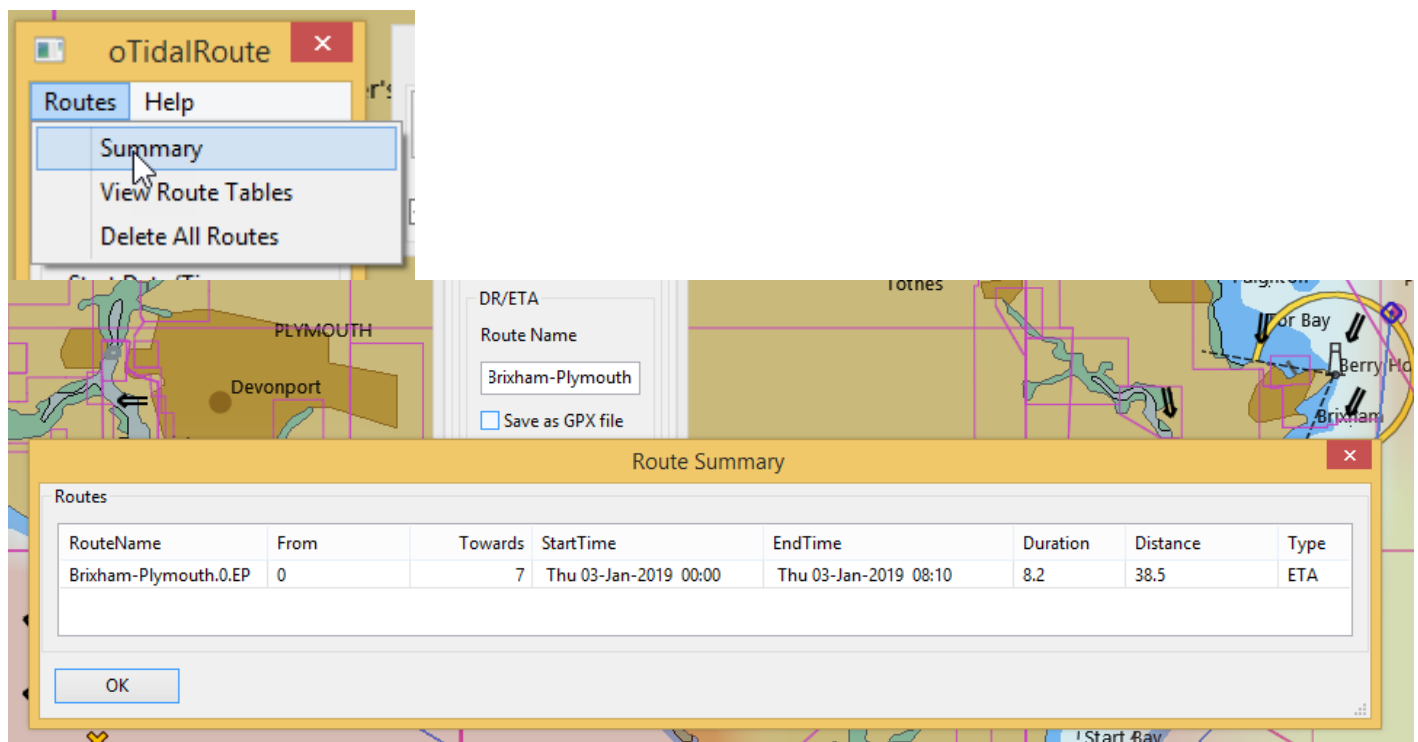 oTidalRoute
Routes Help
Summary
View Route Tables
Delete All Routes
Totnes
DR/ETA
PLYMOUTH
Route Name
Tor Bay
Brixham-Plymouth
Devonport
Berry
Save as GPX file
Brixham
Route Summary
Routes
RouteName From Towards StartTime EndTime Duration Distance Type
Brixham-Plymouth.0.EP 0 7 Thu 03-Jan-2019 00:00 Thu 03-Jan-2019 08:10 8.2 38.5 ETA
OK
Start Bay